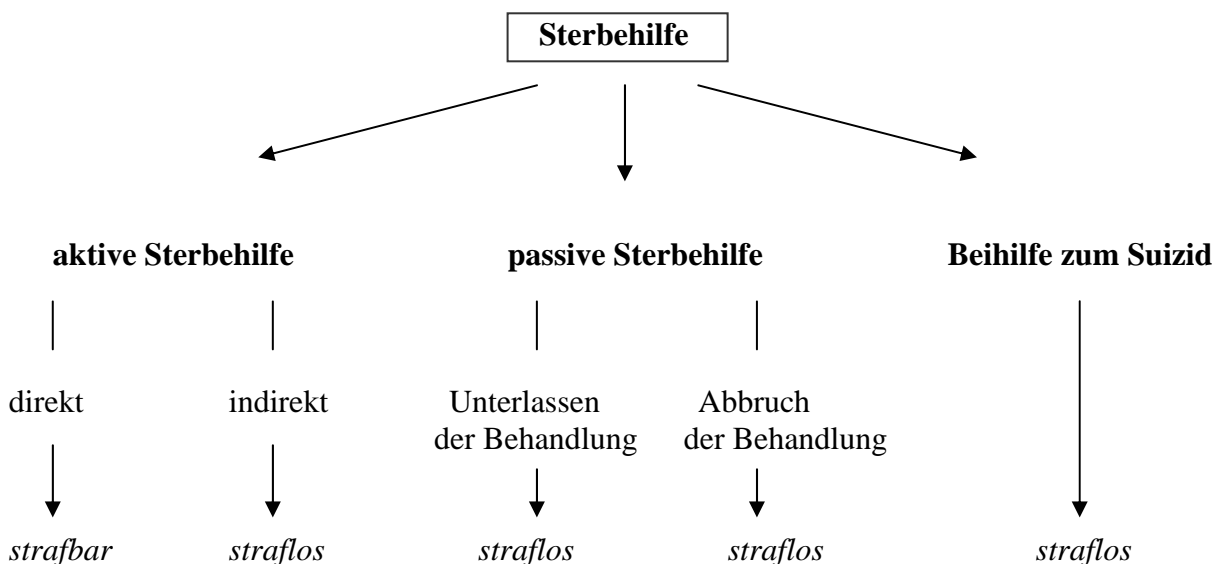 Sterbehilfe
aktive Sterbehilfe
passive Sterbehilfe
Beihilfe zum Suizid
direkt
indirekt
Unterlassen
der Behandlung
Abbruch
der Behandlung
strafbar
straflos
straflos
straflos
straflos